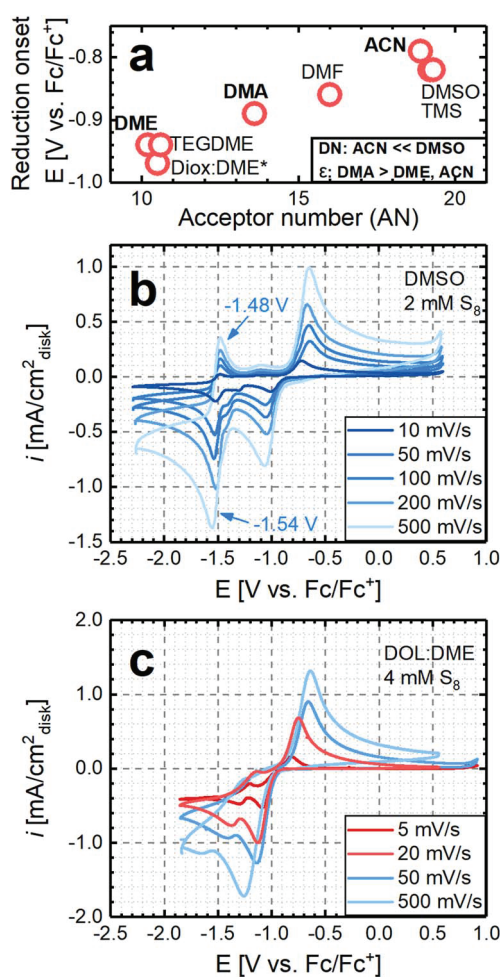 a
Reduction onset
E [V vs. Fc/Fc⁺]
-0.8
-0.9
-1.0
ACN
DMF
DMSO
TMS
DMA
DME
TEGDME
Diox:DME*
DN: ACN << DMSO
ε: DMA > DME, ACN
10 15 20
Acceptor number (AN)
b
DMSO
2 mM S₈
-1.48 V
-1.54 V
i [mA/cm²disk]
1.0
0.5
0.0
-0.5
-1.0
-1.5
10 mV/s
50 mV/s
100 mV/s
200 mV/s
500 mV/s
-2.5 -2.0 -1.5 -1.0 -0.5 0.0 0.5 1.0
E [V vs. Fc/Fc⁺]
c
DOL:DME
4 mM S₈
i [mA/cm²disk]
2.0
1.0
0.0
-1.0
-2.0
5 mV/s
20 mV/s
50 mV/s
500 mV/s
-2.5 -2.0 -1.5 -1.0 -0.5 0.0 0.5 1.0
E [V vs. Fc/Fc⁺]